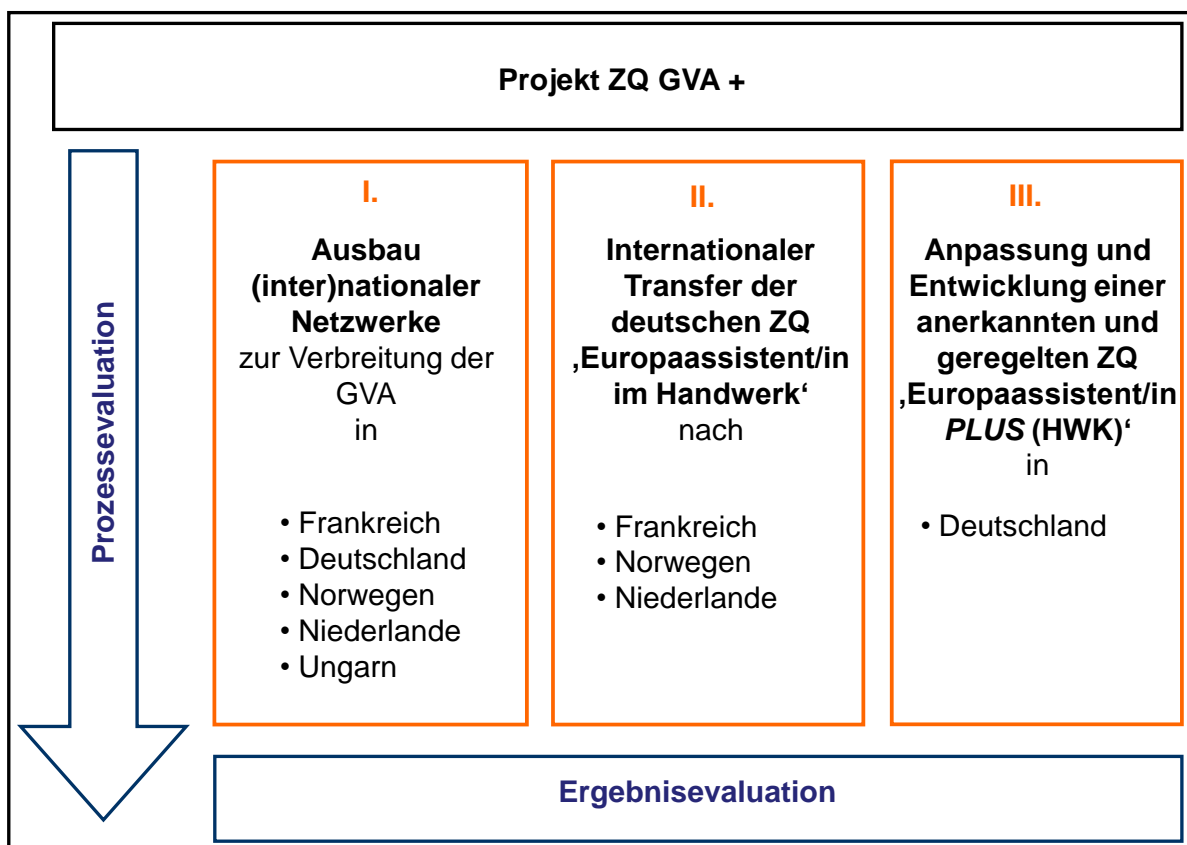 Projekt ZQ GVA +
Prozessevaluation
I.
Ausbau
(inter)nationaler
Netzwerke
zur Verbreitung der
GVA
in
• Frankreich
• Deutschland
• Norwegen
• Niederlande
• Ungarn
II.
Internationaler
Transfer der
deutschen ZQ
‚Europaassistent/in
im Handwerk‘
nach
• Frankreich
• Norwegen
• Niederlande
III.
Anpassung und
Entwicklung einer
anerkannten und
geregelten ZQ
‚Europaassistent/in
PLUS (HWK)‘
in
• Deutschland
Ergebnisevaluation